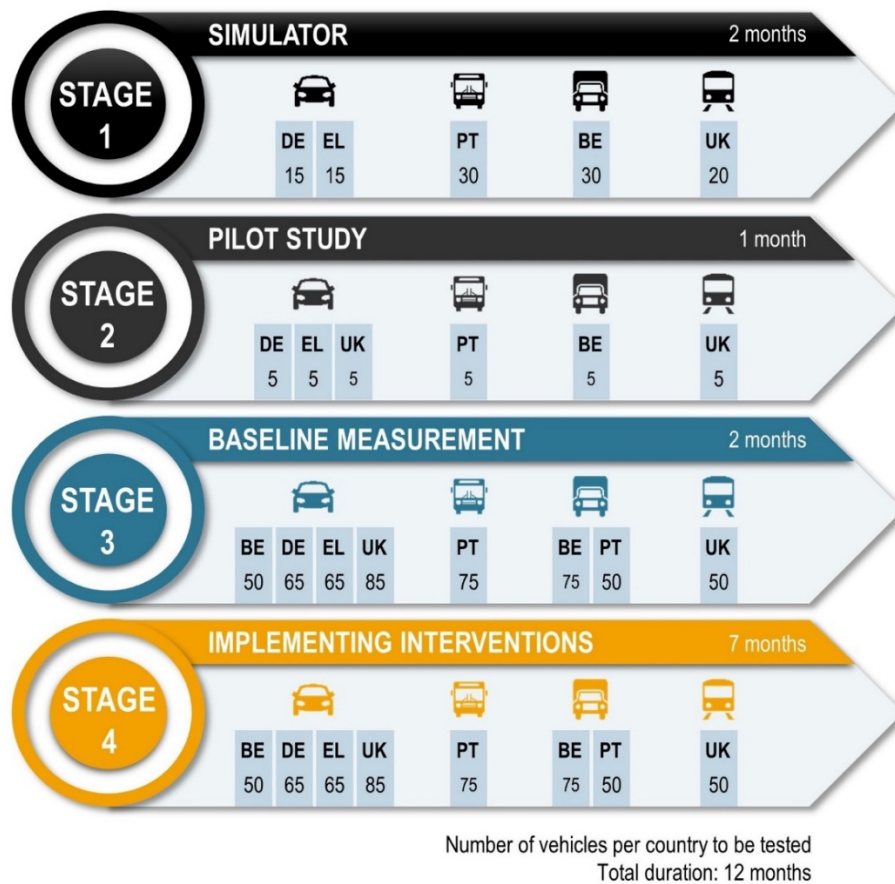 SIMULATOR 2 months
STAGE 1
DE EL PT BE UK
15 15 30 30 20
PILOT STUDY 1 month
STAGE 2
DE EL UK PT BE UK
5 5 5 5 5 5
BASELINE MEASUREMENT 2 months
STAGE 3
BE DE EL UK PT BE PT UK
50 65 65 85 75 75 50 50
IMPLEMENTING INTERVENTIONS 7 months
STAGE 4
BE DE EL UK PT BE PT UK
50 65 65 85 75 75 50 50
Number of vehicles per country to be tested
Total duration: 12 months